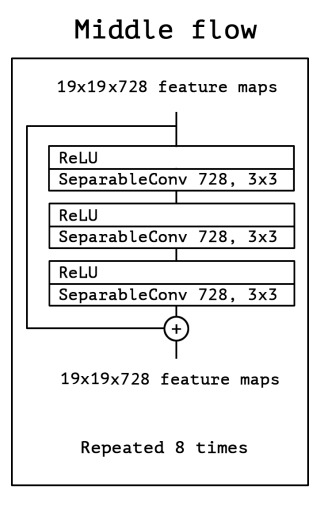 Middle flow
19x19x728 feature maps
ReLU
SeparableConv 728, 3x3
ReLU
SeparableConv 728, 3x3
ReLU
SeparableConv 728, 3x3
+
19x19x728 feature maps
Repeated 8 times